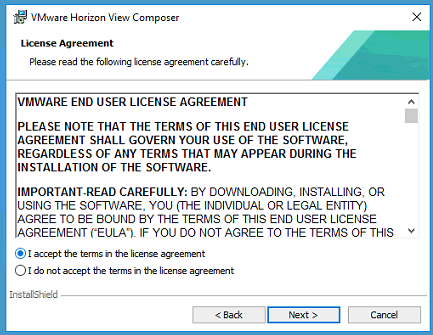 VMware Horizon View Composer
License Agreement
Please read the following license agreement carefully.
VMWARE END USER LICENSE AGREEMENT
PLEASE NOTE THAT THE TERMS OF THIS END USER LICENSE
AGREEMENT SHALL GOVERN YOUR USE OF THE SOFTWARE,
REGARDLESS OF ANY TERMS THAT MAY APPEAR DURING THE
INSTALLATION OF THE SOFTWARE.
IMPORTANT-READ CAREFULLY: BY DOWNLOADING, INSTALLING, OR
USING THE SOFTWARE, YOU (THE INDIVIDUAL OR LEGAL ENTITY)
AGREE TO BE BOUND BY THE TERMS OF THIS END USER LICENSE
AGREEMENT ("EULA"). IF YOU DO NOT AGREE TO THE TERMS OF THIS
I accept the terms in the license agreement
I do not accept the terms in the license agreement
InstallShield
< Back
Next >
Cancel